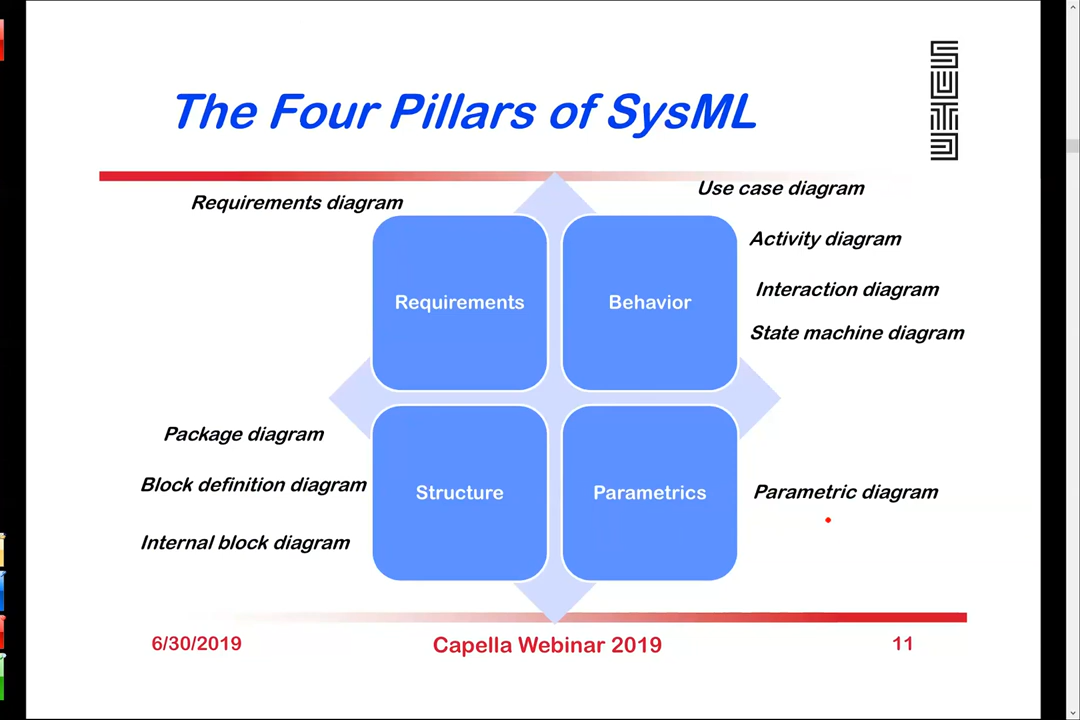 The Four Pillars of SysML
Requirements diagram
Use case diagram
Activity diagram
Interaction diagram
State machine diagram
Requirements
Behavior
Package diagram
Block definition diagram
Internal block diagram
Structure
Parametrics
Parametric diagram
6/30/2019
Capella Webinar 2019
11